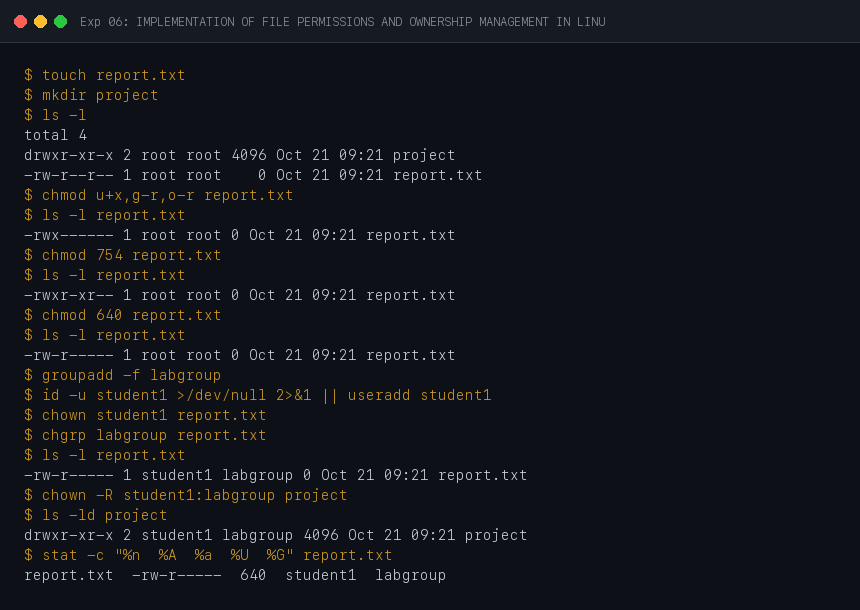 Exp 06: IMPLEMENTATION OF FILE PERMISSIONS AND OWNERSHIP MANAGEMENT IN LINU
$ touch report.txt
$ mkdir project
$ ls -l
total 4
drwxr-xr-x 2 root root 4096 Oct 21 09:21 project
-rw-r--r-- 1 root root    0 Oct 21 09:21 report.txt
$ chmod u+x,g-r,o-r report.txt
$ ls -l report.txt
-rwx------ 1 root root 0 Oct 21 09:21 report.txt
$ chmod 754 report.txt
$ ls -l report.txt
-rwxr-xr-- 1 root root 0 Oct 21 09:21 report.txt
$ chmod 640 report.txt
$ ls -l report.txt
-rw-r----- 1 root root 0 Oct 21 09:21 report.txt
$ groupadd -f labgroup
$ id -u student1 >/dev/null 2>&1 || useradd student1
$ chown student1 report.txt
$ chgrp labgroup report.txt
$ ls -l report.txt
-rw-r----- 1 student1 labgroup 0 Oct 21 09:21 report.txt
$ chown -R student1:labgroup project
$ ls -ld project
drwxr-xr-x 2 student1 labgroup 4096 Oct 21 09:21 project
$ stat -c "%n  %A  %a  %U  %G" report.txt
report.txt  -rw-r-----  640  student1  labgroup